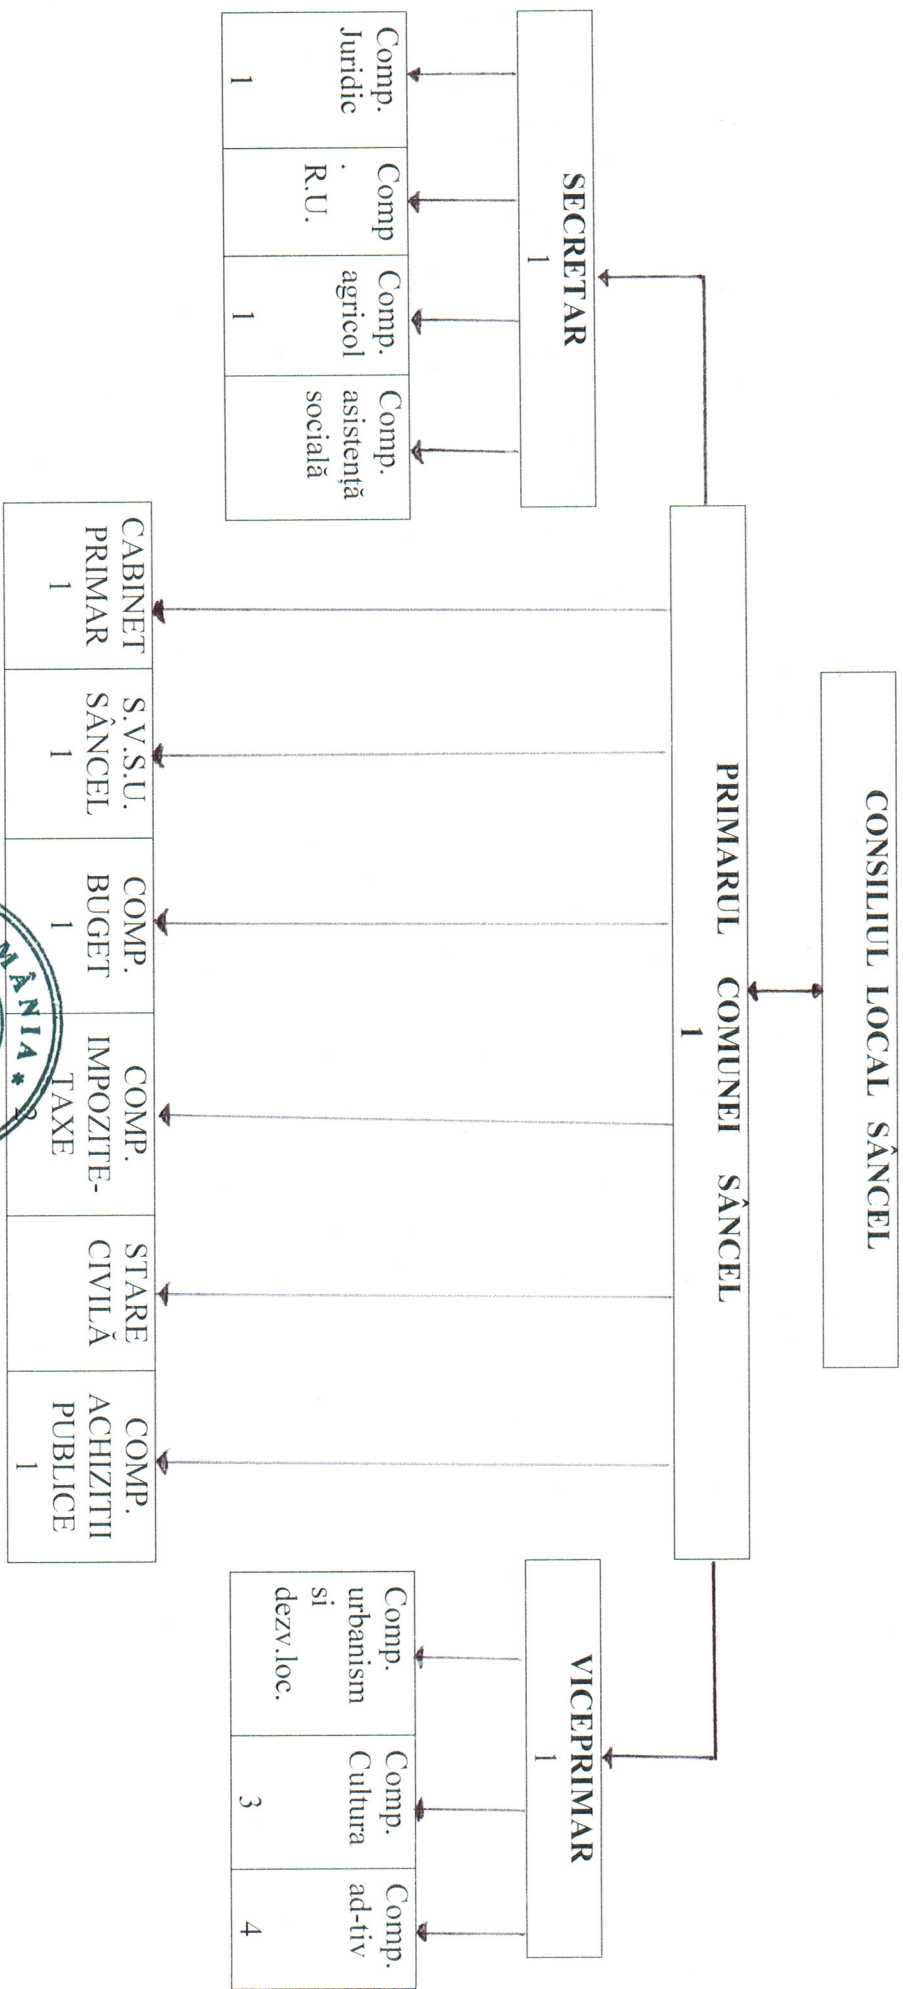 CONSILIUL LOCAL SÂNCEL
PRIMARUL COMUNEI SÂNCEL
1
SECRETAR
1
VICEPRIMAR
1
Comp.
Juridic
1
Comp
.
R.U.
Comp.
agricol
1
Comp.
asistență
socială
Comp.
urbanism
si
dezv.loc.
Comp.
Cultura
3
Comp.
ad-tiv
4
CABINET
PRIMAR
1
S.V.S.U.
SÂNCEL
1
COMP.
BUGET
1
COMP.
IMPOZITE-
TAXE
STARE
CIVILĂ
COMP.
ACHIZITII
PUBLICE
1
MÂNIA *